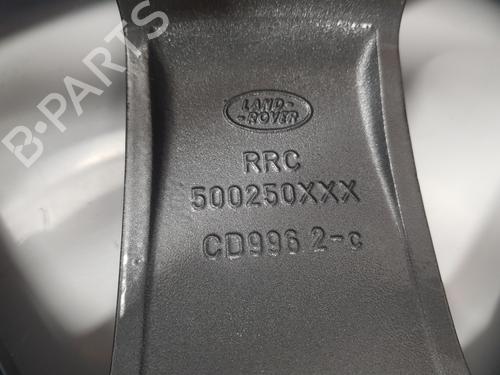 B-PARTS
LAND-
-ROVER
RRC
500250XXX
CD996 2-c